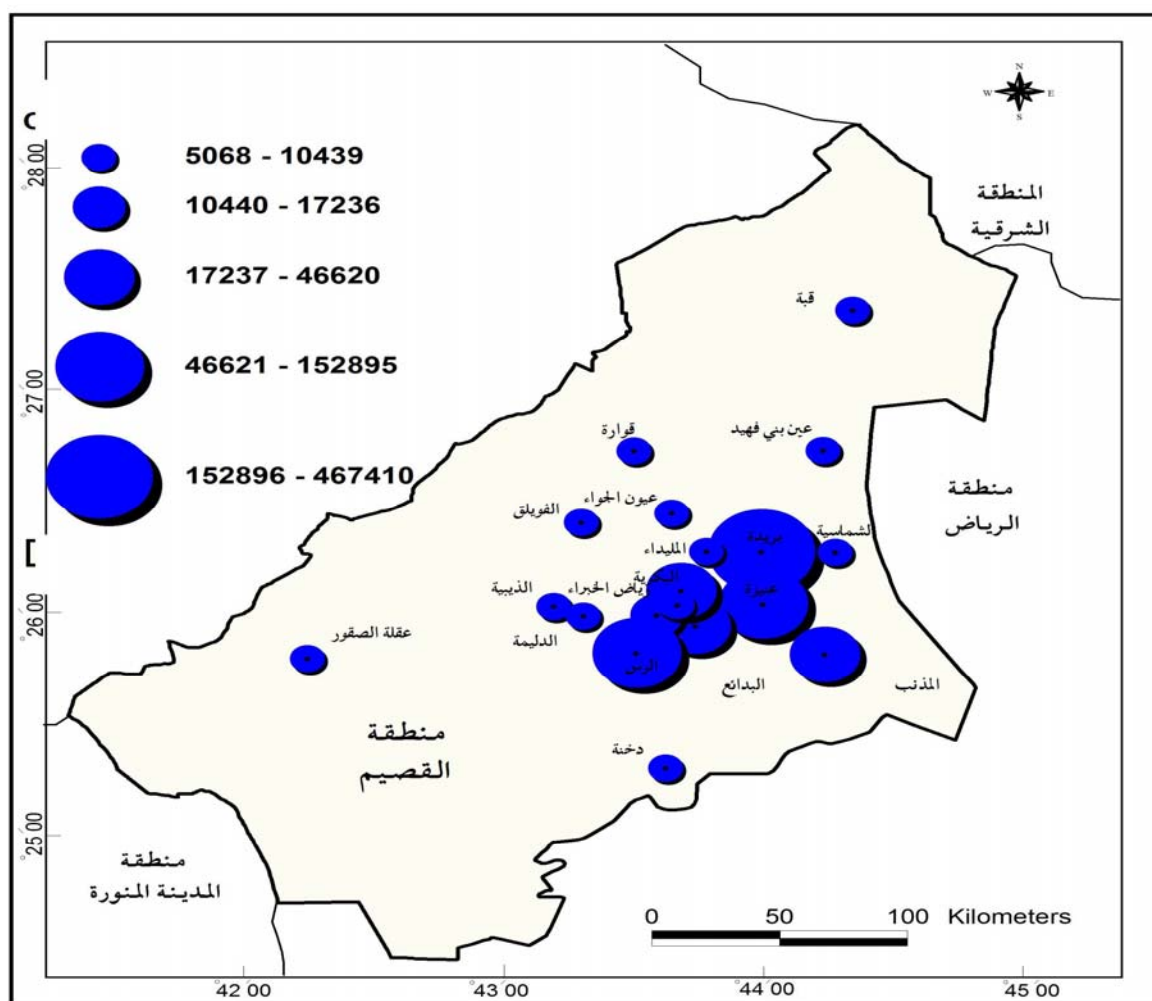 N
W E
S
5068 - 10439
10440 - 17236
17237 - 46620
46621 - 152895
152896 - 467410
المنطقة
الشرقية
قبة
قوارة
عين بني فهيد
منطقة
الرياض
عيون الجواء
الفويلق
بريدة
لشماسية
المليداء
رياض الخبراء
الذيبية
عنيزة
الدليمة
عقلة الصقور
الرس
البدائع
المذنب
منطقة
القصيم
دخنة
منطقة
المدينة المنورة
0 50 100 Kilometers
°28 00'
°27 00'
°26 00'
°25 00'
°42 00' °43 00' °44 00' °45 00'